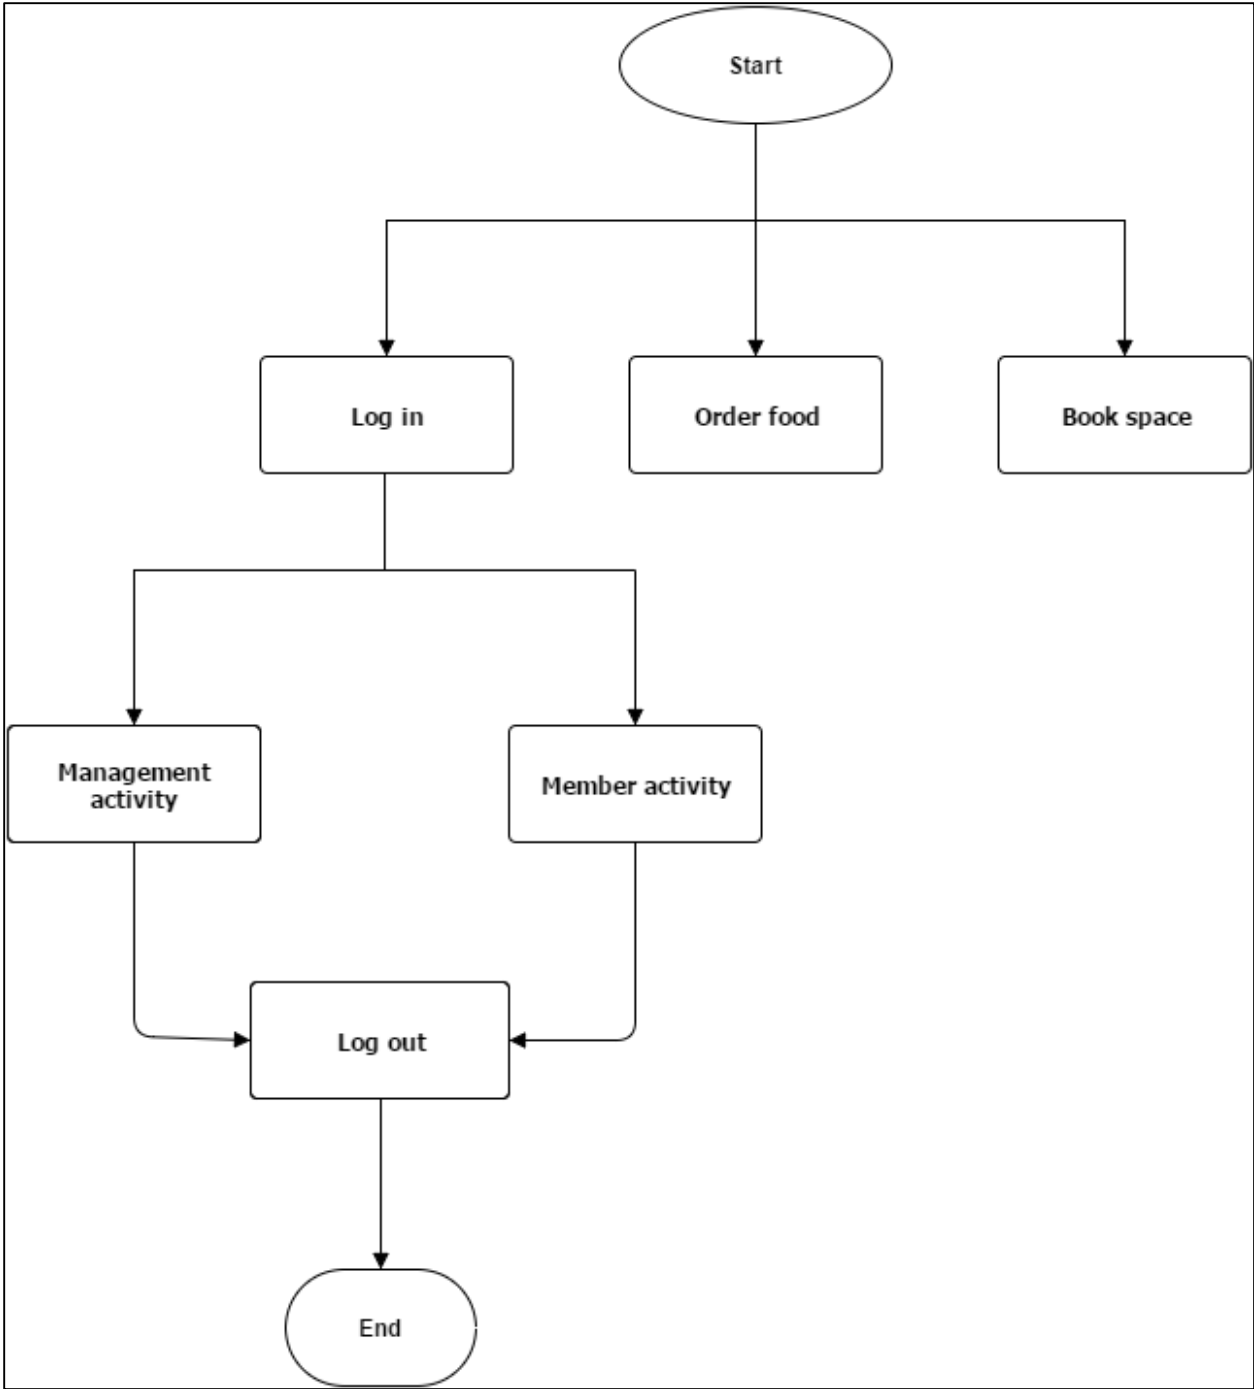 Start
Log in
Order food
Book space
Management
activity
Member activity
Log out
End